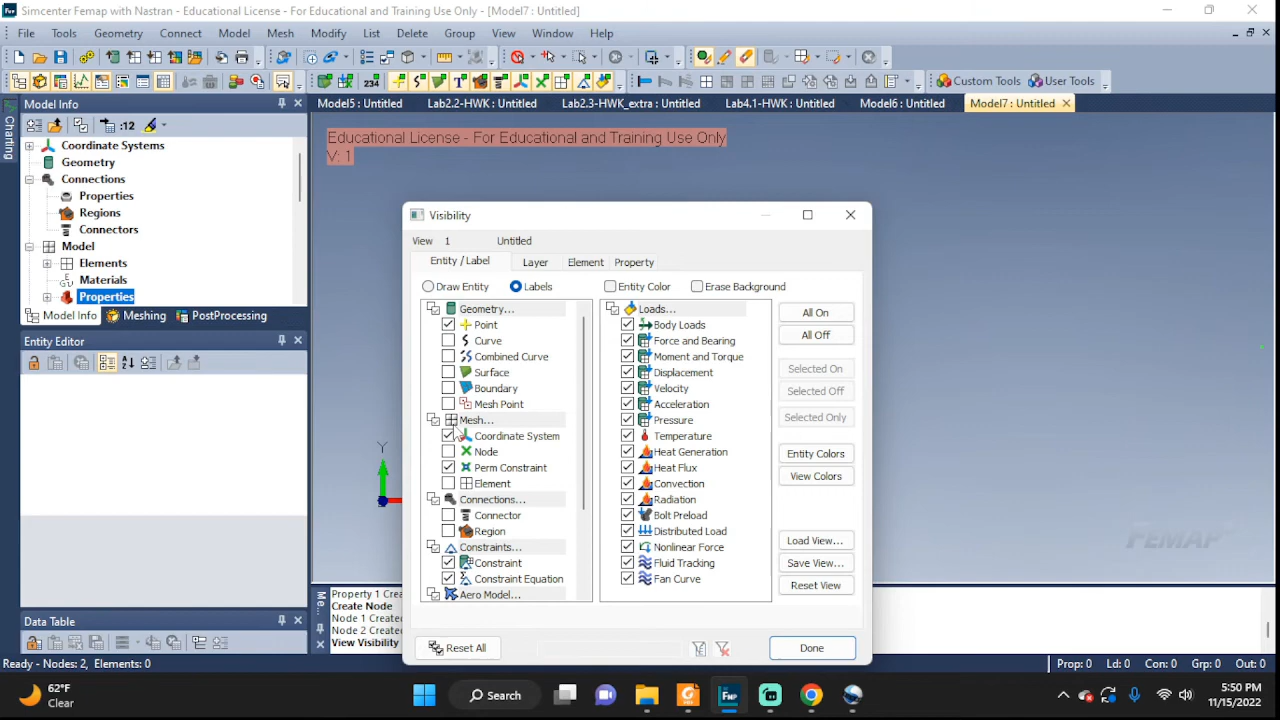 Simcenter Femap with Nastran - Educational License - For Educational and Training Use Only - [Model7 : Untitled]
File Tools Geometry Connect Model Mesh Modify List Delete Group View Window Help
234
Custom Tools User Tools
Charting
Model Info
Model5 : Untitled Lab2.2-HWK : Untitled Lab2.3-HWK_extra : Untitled Lab4.1-HWK : Untitled Model6 : Untitled Model7 : Untitled
:12
Educational License - For Educational and Training Use Only
V: 1
Coordinate Systems
Geometry
Connections
Properties
Regions
Connectors
Model
Elements
Materials
Properties
Model Info Meshing PostProcessing
Entity Editor
Visibility
View 1 Untitled
Entity / Label Layer Element Property
Draw Entity Labels Entity Color Erase Background
Geometry...
Point
Curve
Combined Curve
Surface
Boundary
Mesh Point
Mesh...
Coordinate System
Node
Perm Constraint
Element
Connections...
Connector
Region
Constraints...
Constraint
Constraint Equation
Aero Model...
Loads...
Body Loads
Force and Bearing
Moment and Torque
Displacement
Velocity
Acceleration
Pressure
Temperature
Heat Generation
Heat Flux
Convection
Radiation
Bolt Preload
Distributed Load
Nonlinear Force
Fluid Tracking
Fan Curve
All On
All Off
Selected On
Selected Off
Selected Only
Entity Colors
View Colors
Load View...
Save View...
Reset View
Reset All
Done
Y
FEMAP
Me...
Property 1 Crea
Create Node
Node 1 Created
Node 2 Created
View Visibility
Data Table
Ready - Nodes: 2, Elements: 0
Prop: 0 Ld: 0 Con: 0 Grp: 0 Out: 0
62°F
Clear
Search
FMP
5:50 PM
11/15/2022